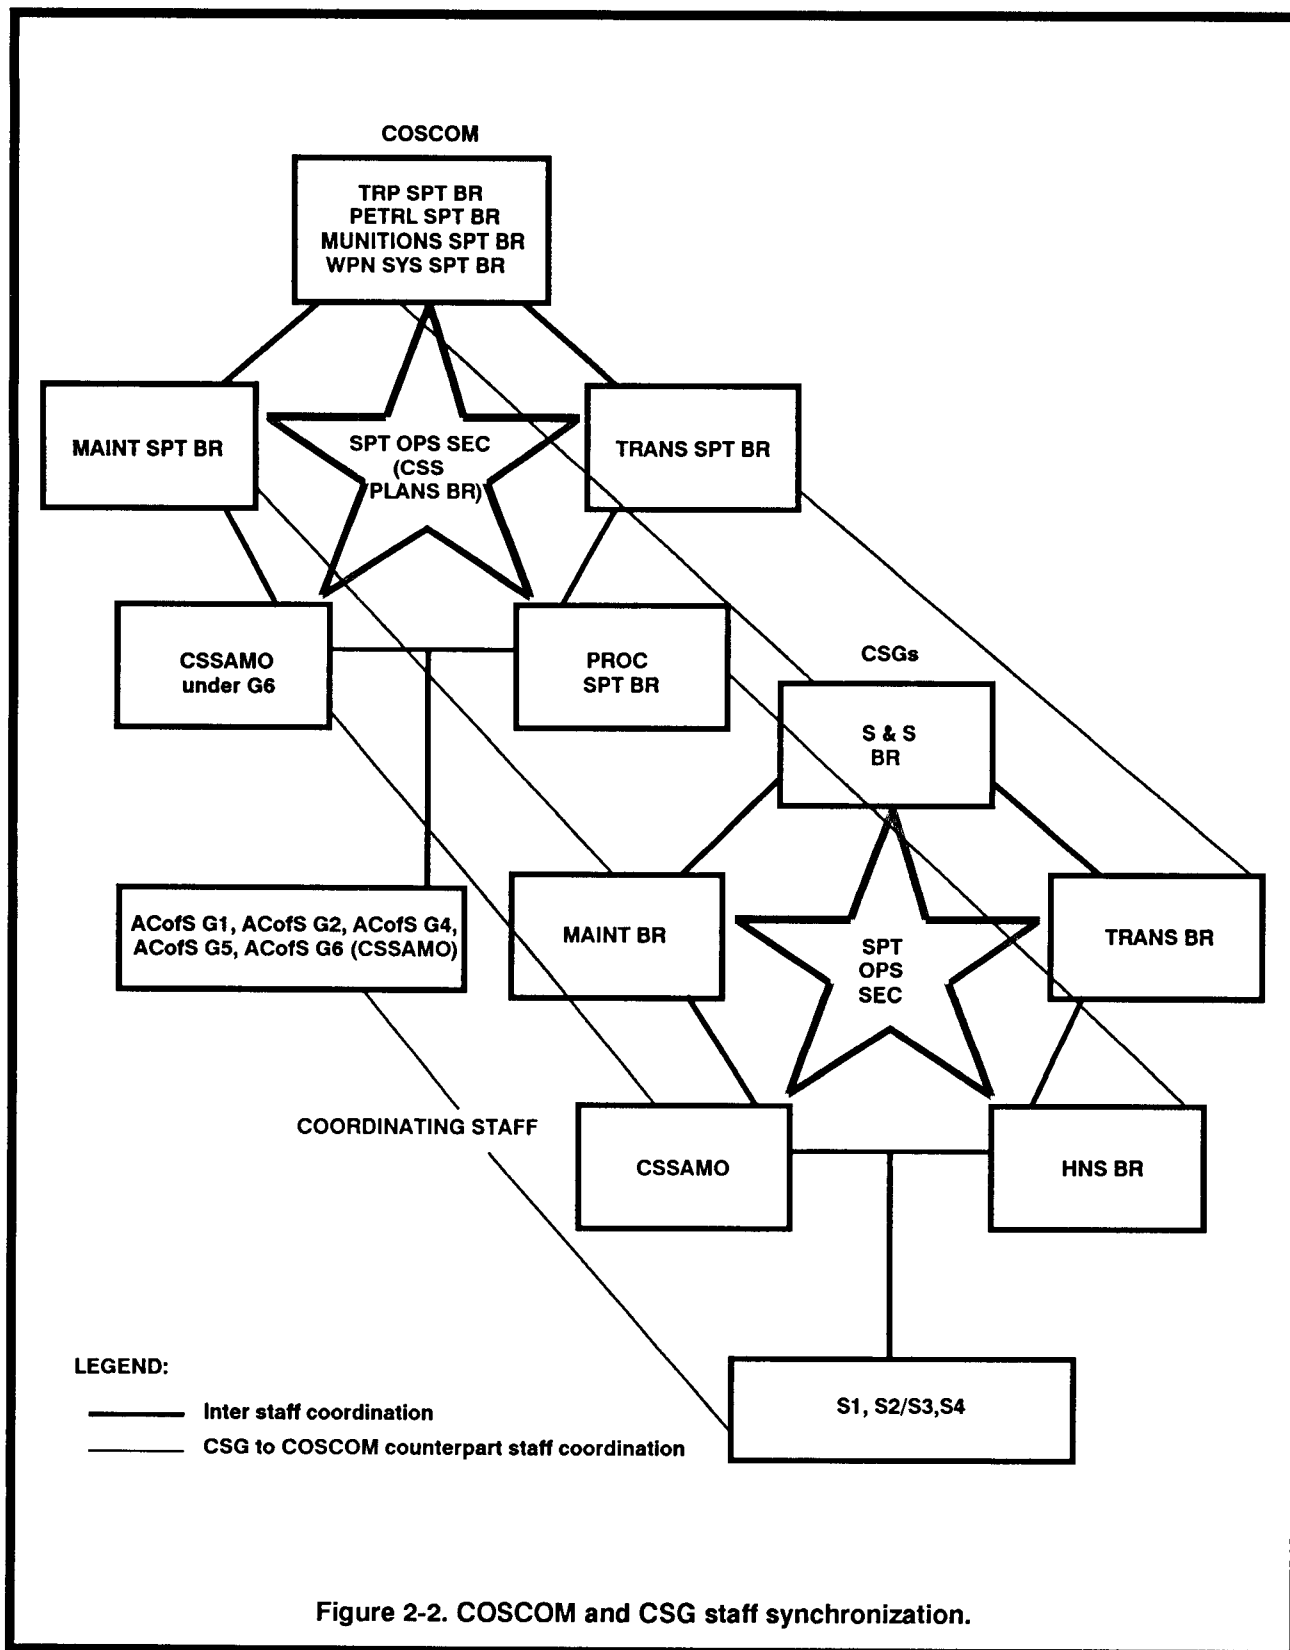 COSCOM
TRP SPT BR
PETRL SPT BR
MUNITIONS SPT BR
WPN SYS SPT BR
MAINT SPT BR
SPT OPS SEC
(CSS
PLANS BR)
TRANS SPT BR
CSSAMO
under G6
PROC
SPT BR
CSGs
S & S
BR
ACofS G1, ACofS G2, ACofS G4,
ACofS G5, ACofS G6 (CSSAMO)
MAINT BR
SPT
OPS
SEC
TRANS BR
COORDINATING STAFF
CSSAMO
HNS BR
S1, S2/S3,S4
LEGEND:
Inter staff coordination
CSG to COSCOM counterpart staff coordination
Figure 2-2. COSCOM and CSG staff synchronization.